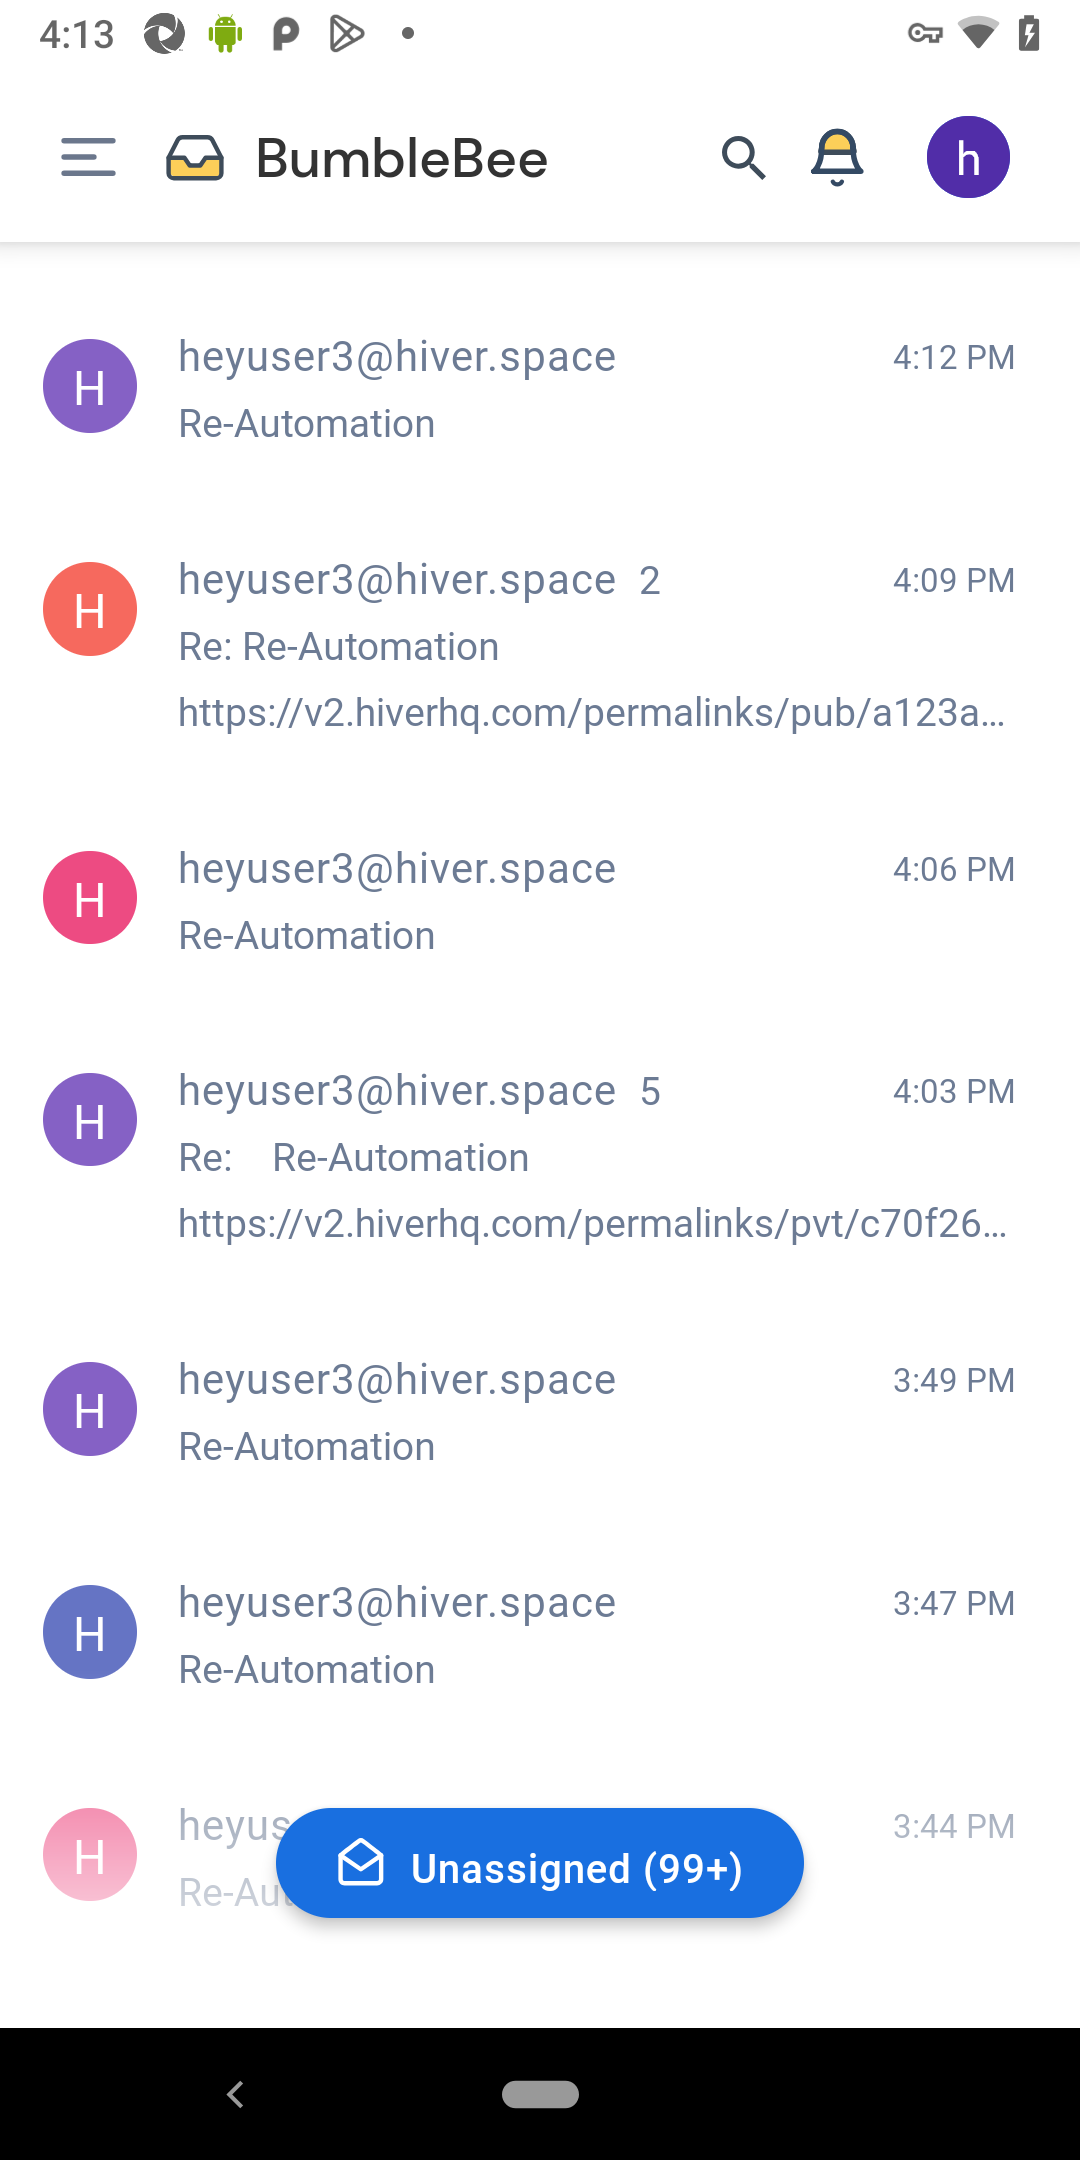 4:13
BumbleBee
h
H
heyuser3@hiver.space
4:12 PM
Re-Automation
H
heyuser3@hiver.space 2
4:09 PM
Re: Re-Automation
https://v2.hiverhq.com/permalinks/pub/a123a...
H
heyuser3@hiver.space
4:06 PM
Re-Automation
H
heyuser3@hiver.space 5
4:03 PM
Re: Re-Automation
https://v2.hiverhq.com/permalinks/pvt/c70f26...
H
heyuser3@hiver.space
3:49 PM
Re-Automation
H
heyuser3@hiver.space
3:47 PM
Re-Automation
H
heyus
3:44 PM
Re-Aut
Unassigned (99+)